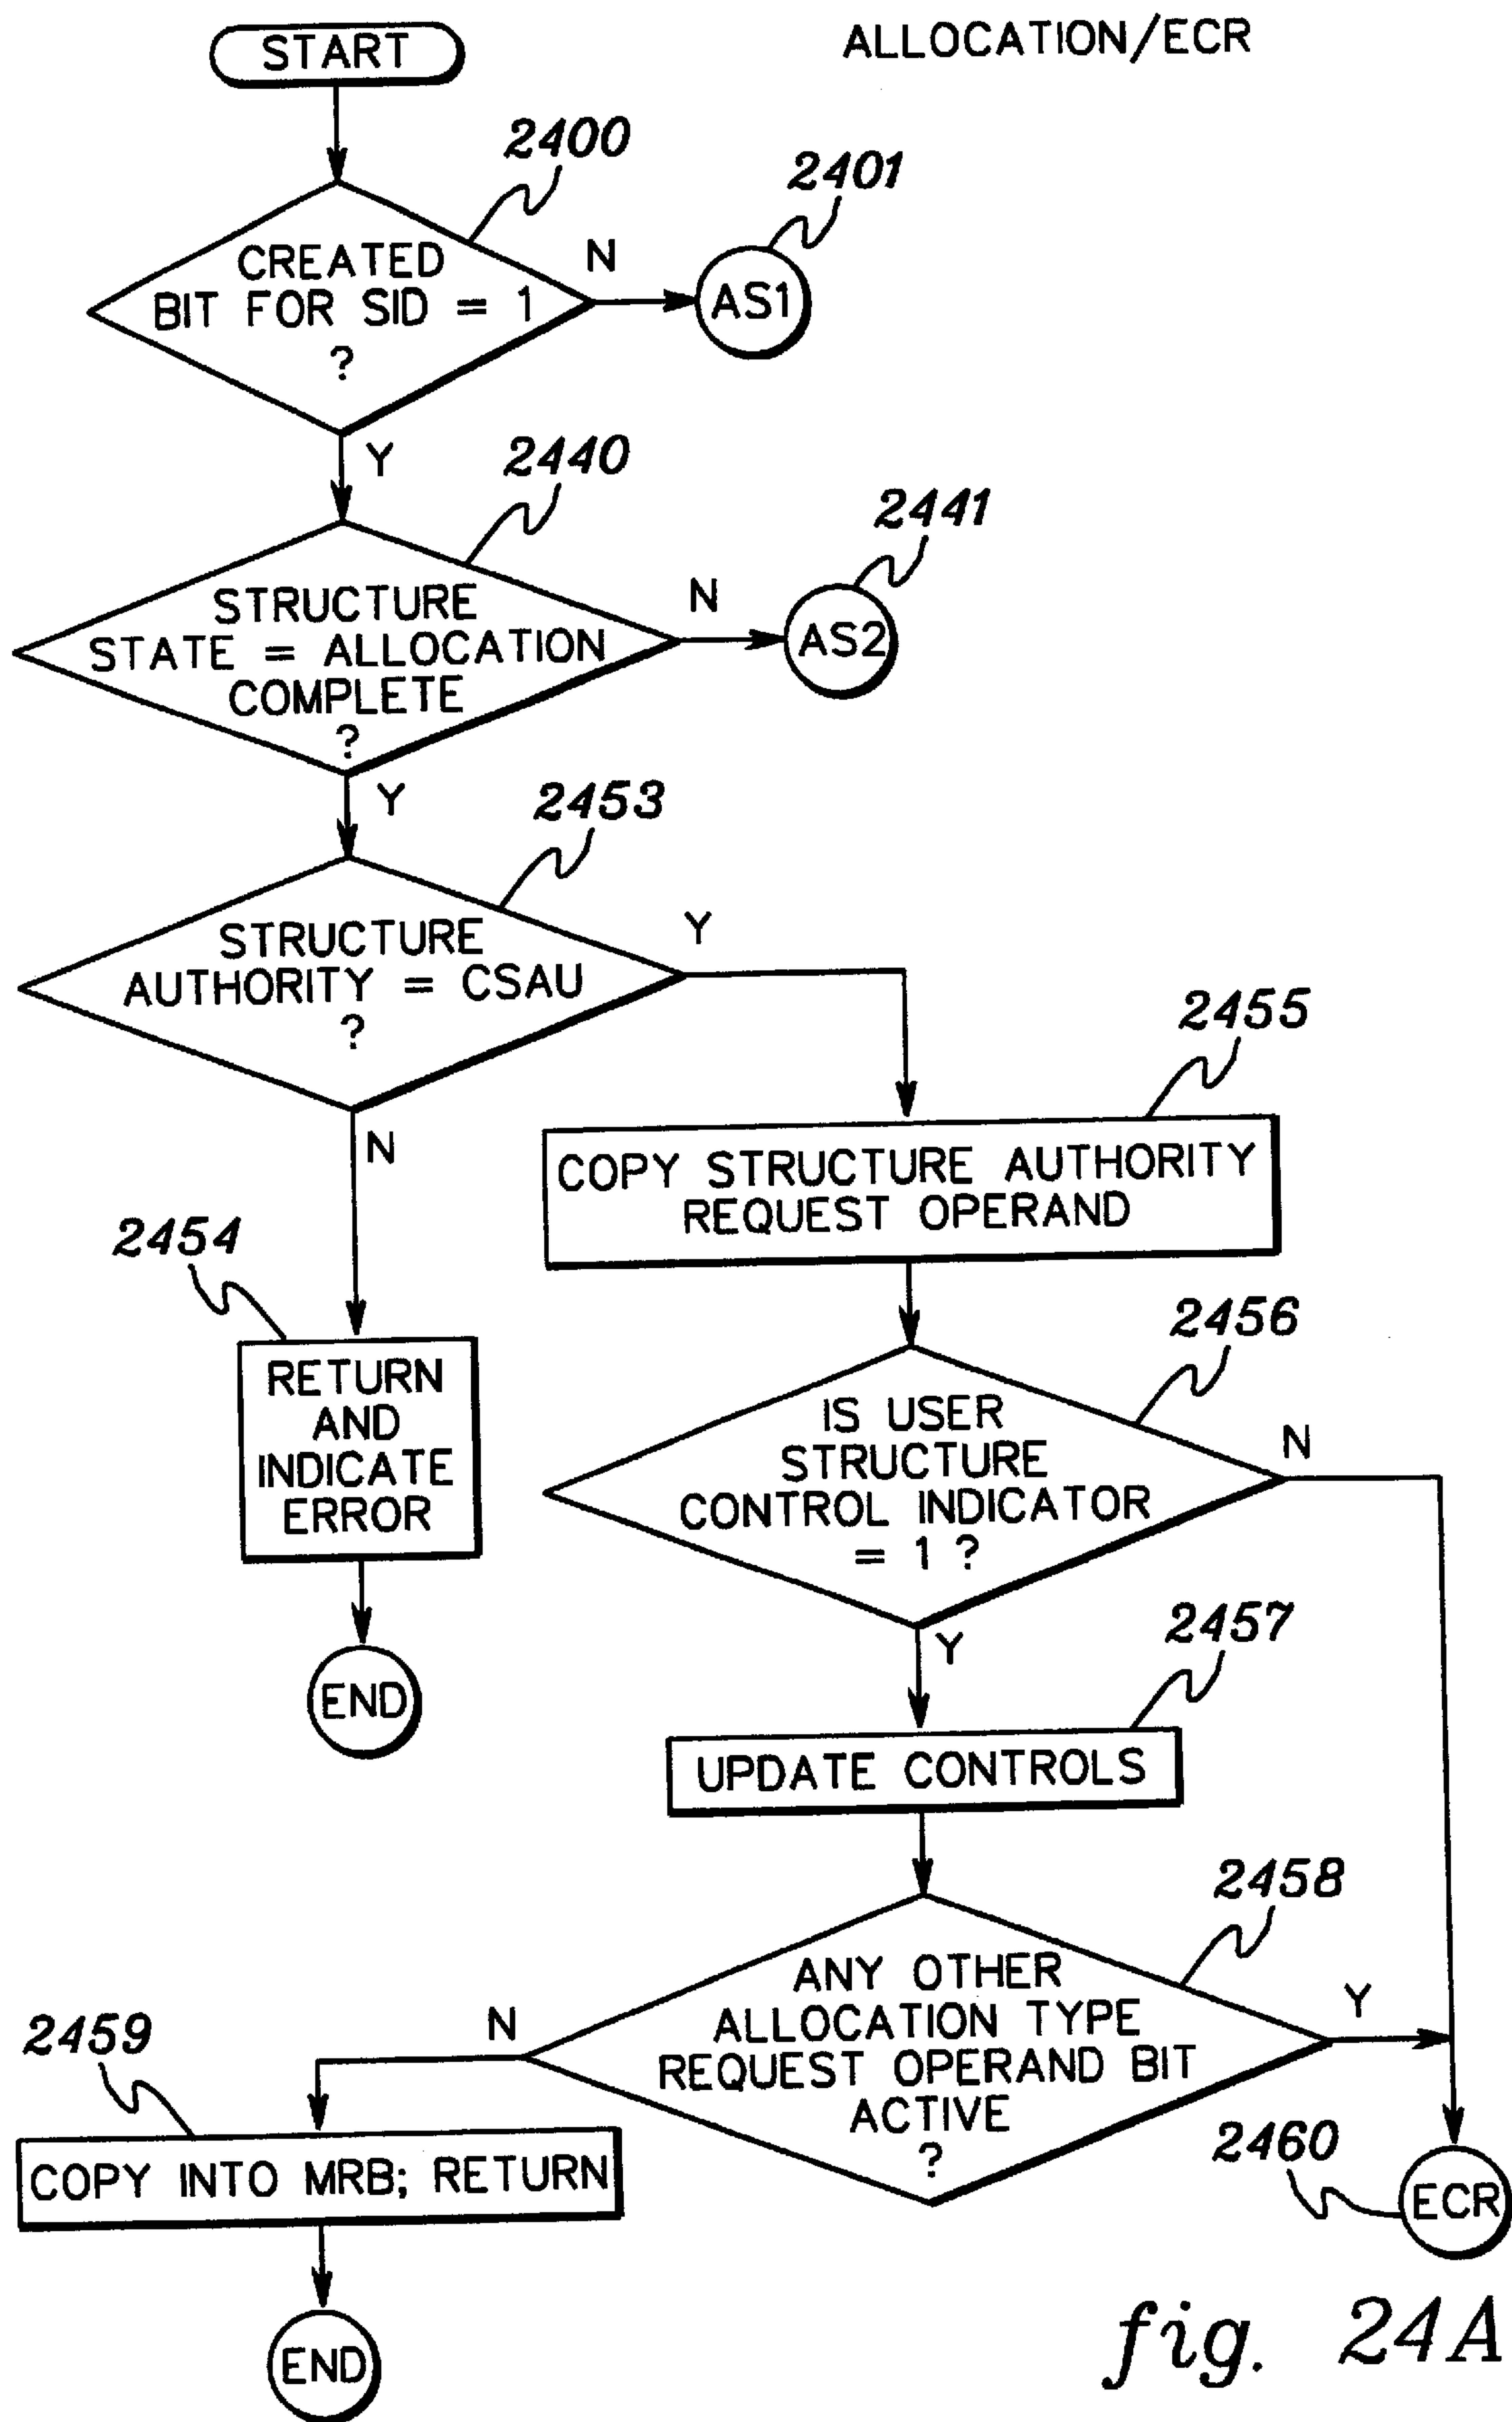 START
ALLOCATION/ECR
2400
2401
CREATED
BIT FOR SID = 1
?
N
AS1
Y
2440
2441
STRUCTURE
STATE = ALLOCATION
COMPLETE
?
N
AS2
Y
2453
STRUCTURE
AUTHORITY = CSAU
?
Y
2455
N
COPY STRUCTURE AUTHORITY
REQUEST OPERAND
2454
2456
RETURN
AND
INDICATE
ERROR
IS USER
STRUCTURE
CONTROL INDICATOR
= 1 ?
N
END
Y
2457
UPDATE CONTROLS
2458
ANY OTHER
ALLOCATION TYPE
REQUEST OPERAND BIT
ACTIVE
?
Y
N
2459
COPY INTO MRB; RETURN
2460
ECR
END
fig. 24A